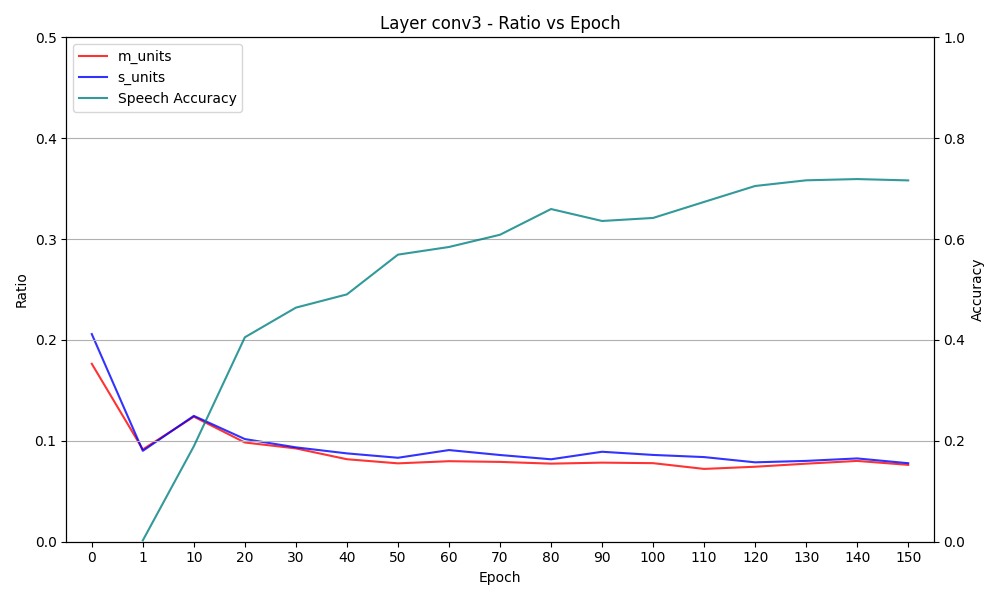 Layer conv3 - Ratio vs Epoch
m_units
s_units
Speech Accuracy
0.5
0.4
0.3
0.2
0.1
0.0
Ratio
1.0
0.8
0.6
0.4
0.2
0.0
Accuracy
0 1 10 20 30 40 50 60 70 80 90 100 110 120 130 140 150
Epoch